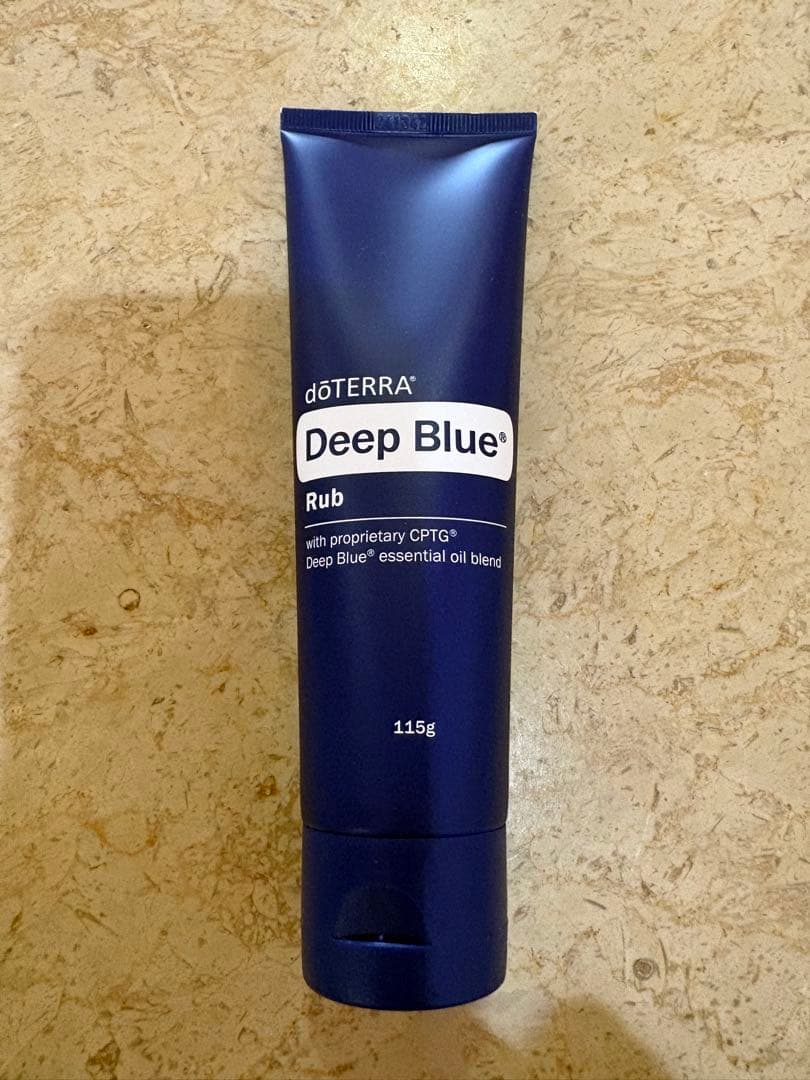 dōTERRA®
Deep Blue®
Rub
with proprietary CPTG®
Deep Blue® essential oil blend
115g